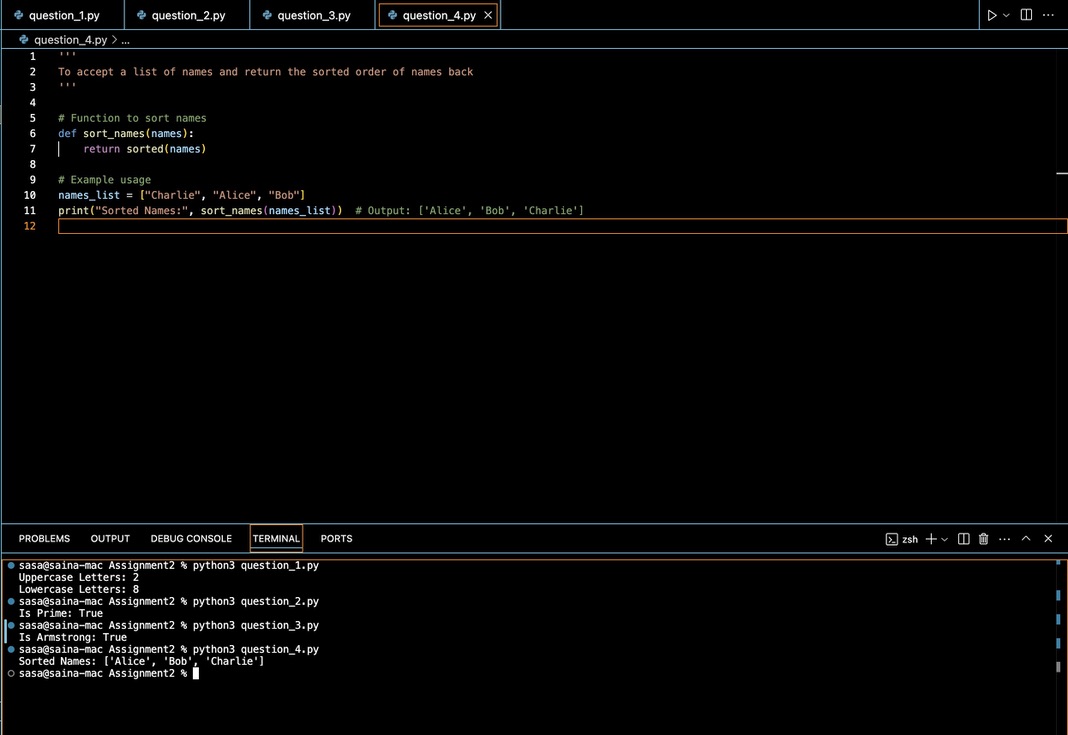 question_1.py question_2.py question_3.py question_4.py
question_4.py > ...
1 '''
2 To accept a list of names and return the sorted order of names back
3 '''
4
5 # Function to sort names
6 def sort_names(names):
7     return sorted(names)
8
9 # Example usage
10 names_list = ["Charlie", "Alice", "Bob"]
11 print("Sorted Names:", sort_names(names_list))  # Output: ['Alice', 'Bob', 'Charlie']
12
PROBLEMS OUTPUT DEBUG CONSOLE TERMINAL PORTS zsh
sasa@saina-mac Assignment2 % python3 question_1.py
Uppercase Letters: 2
Lowercase Letters: 8
sasa@saina-mac Assignment2 % python3 question_2.py
Is Prime: True
sasa@saina-mac Assignment2 % python3 question_3.py
Is Armstrong: True
sasa@saina-mac Assignment2 % python3 question_4.py
Sorted Names: ['Alice', 'Bob', 'Charlie']
sasa@saina-mac Assignment2 %